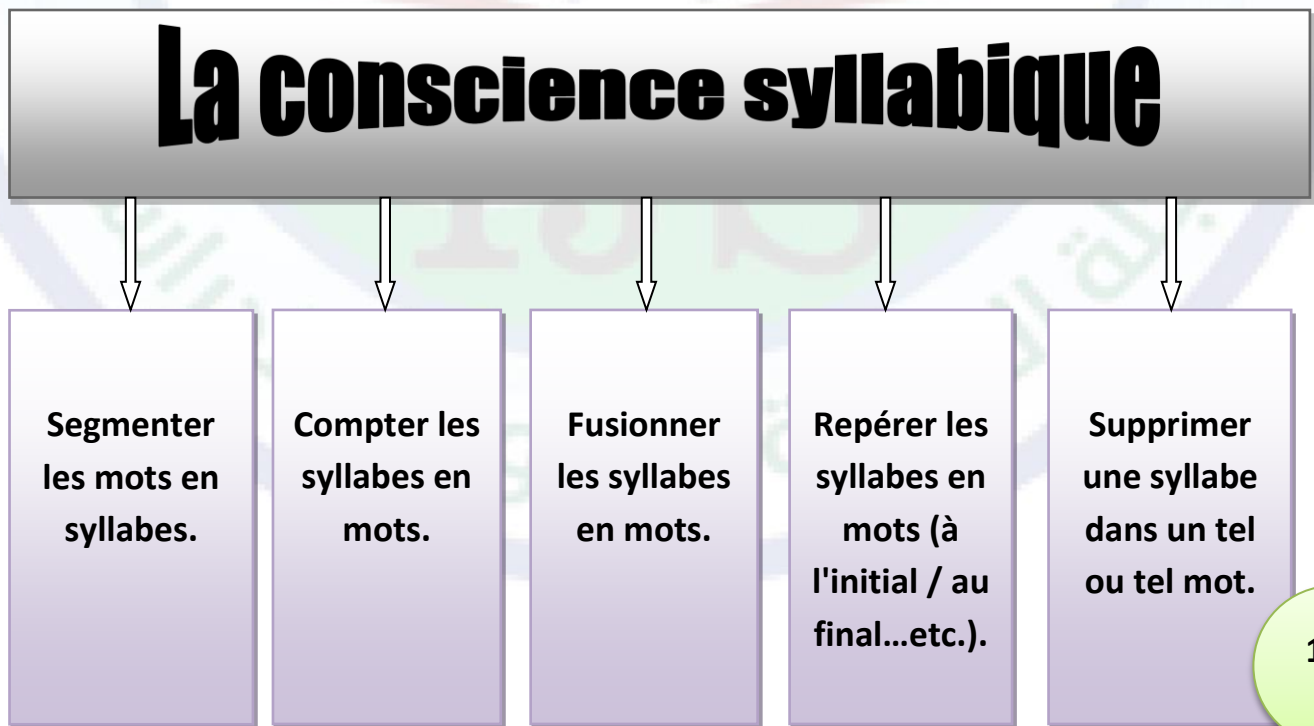 La conscience syllabique
Segmenter
les mots en
syllabes.
Compter les
syllabes en
mots.
Fusionner
les syllabes
en mots.
Repérer les
syllabes en
mots (à
l'initial / au
final...etc.).
Supprimer
une syllabe
dans un tel
ou tel mot.